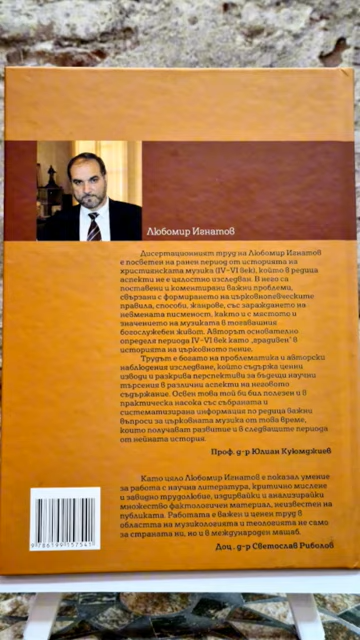 Любомир Игнатов
Дисертационният труд на Любомир Игнатов
е посветен на ранен период от историята на
християнската музика (IV–VI век), който в редица
аспекти не е цялостно изследван. В него са
поставени и коментирани важни проблеми,
свързани с формирането на църковнопевческите
правила, способи, жанрове, със зараждането на
невмената писменост, както и с мястото и
значението на музиката в тогавашния
богослужебен живот. Авторът основателно
определя периода IV–VI век като „градивен" в
историята на църковното пение.
Трудът е богато на проблематика и авторски
наблюдения изследване, който съдържа ценни
изводи и разкрива перспективи за бъдещи научни
търсения в различни аспекти на неговото
съдържание. Освен това той би бил полезен и в
практическа насока със събраната и
систематизирана информация по редица важни
въпроси за църковната музика от това време,
които получават развитие и в следващите периоди
от нейната история.
Проф. д-р Юлиан Куюмджиев
Като цяло Любомир Игнатов е показал умение
за работа с научна литература, критично мислене
и завидно трудолюбие, издирвайки и анализирайки
множество фактологичен материал, неизвестен на
публиката. Работата е важен и ценен труд в
областта на музикологията и теологията не само
за страната ни, но и в международен мащаб.
Доц. д-р Светослав Риболов
9786199157541